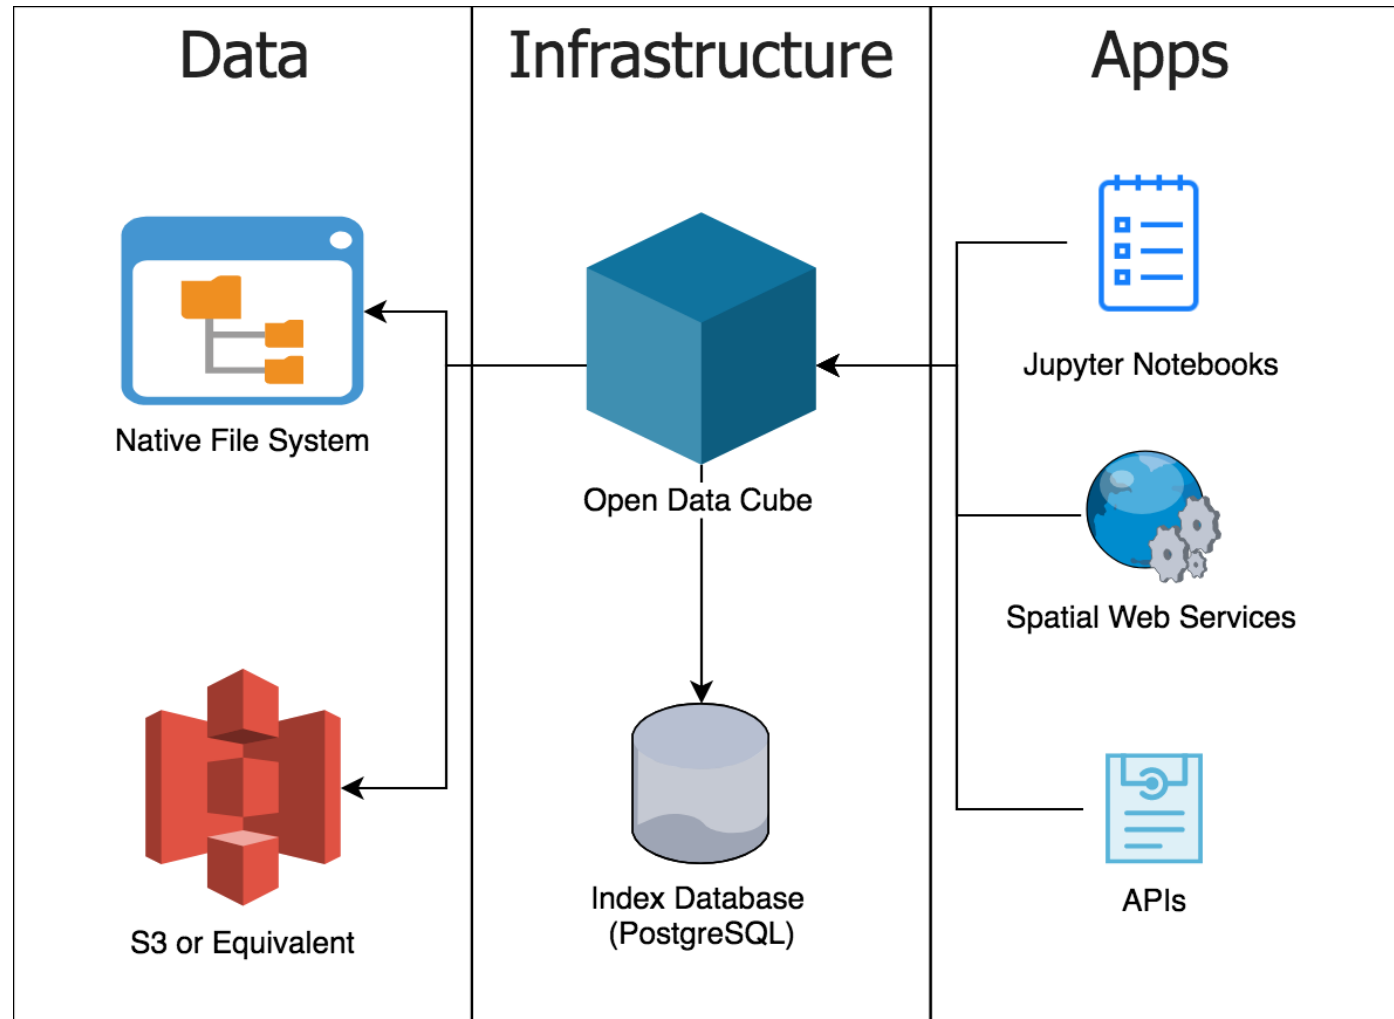 Data
Infrastructure
Apps
Native File System
S3 or Equivalent
Open Data Cube
Index Database
(PostgreSQL)
Jupyter Notebooks
Spatial Web Services
APIs